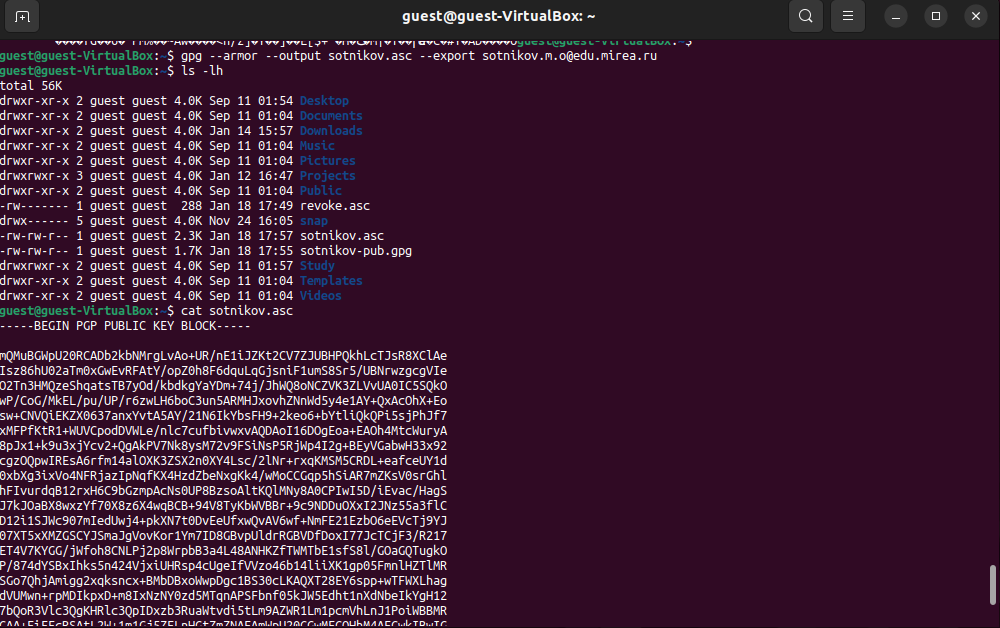 guest@guest-VirtualBox: ~
guest@guest-VirtualBox:~$ gpg --armor --output sotnikov.asc --export sotnikov.m.o@edu.mirea.ru
guest@guest-VirtualBox:~$ ls -lh
total 56K
drwxr-xr-x 2 guest guest 4.0K Sep 11 01:54 Desktop
drwxr-xr-x 2 guest guest 4.0K Sep 11 01:04 Documents
drwxr-xr-x 2 guest guest 4.0K Jan 14 15:57 Downloads
drwxr-xr-x 2 guest guest 4.0K Sep 11 01:04 Music
drwxr-xr-x 2 guest guest 4.0K Sep 11 01:04 Pictures
drwxrwxr-x 3 guest guest 4.0K Jan 12 16:47 Projects
drwxr-xr-x 2 guest guest 4.0K Sep 11 01:04 Public
-rw------- 1 guest guest  288 Jan 18 17:49 revoke.asc
drwx------ 5 guest guest 4.0K Nov 24 16:05 snap
-rw-rw-r-- 1 guest guest 2.3K Jan 18 17:57 sotnikov.asc
-rw-rw-r-- 1 guest guest 1.7K Jan 18 17:55 sotnikov-pub.gpg
drwxrwxr-x 2 guest guest 4.0K Sep 11 01:57 Study
drwxr-xr-x 2 guest guest 4.0K Sep 11 01:04 Templates
drwxr-xr-x 2 guest guest 4.0K Sep 11 01:04 Videos
guest@guest-VirtualBox:~$ cat sotnikov.asc
-----BEGIN PGP PUBLIC KEY BLOCK-----
mQMuBGWpU20RCADb2kbNMrgLvAo+UR/nE1iJZKt2CV7ZJUBHPQkhLcTJsR8XClAe
Isz86hU02aTm0xGwEvRFAtY/opZ0h8F6dquLqGjsniF1umS8Sr5/UBNrwzgcgVIe
O2Tn3HMQzeShqatsTB7yOd/kbdkgYaYDm+74j/JhWQ8oNCZVK3ZLVvUA0IC5SQkO
wP/CoG/MkEL/pu/UP/r6zwLH6boC3un5ARMHJxovhZNnWd5y4e1AY+QxAcOhX+Eo
sw+CNVQiEKZX0637anxYvtA5AY/21N6IkYbsFH9+2keo6+bYtliQkQPi5sjPhJf7
xMFPfKtR1+WUVCpodDVWLe/nlc7cufbivwxvAQDAoI16DOgEoa+EAOh4MtcWuryA
8pJx1+k9u3xjYcv2+QgAkPV7Nk8ysM72v9FSiNsP5RjWp4I2g+BEyVGabwH33x92
cgzOQpwIREsA6rfm14alOXK3ZSX2n0XY4Lsc/2lNr+rxqKMSM5CRDL+eafceUY1d
0xbXg3ixVo4NFRjazIpNqfKX4HzdZbeNxgKk4/wMoCCGqp5hSiAR7mZKsV0srGhl
hFIvurdqB12rxH6C9bGzmpAcNs0UP8BzsoAltKQlMNy8A0CPIwI5D/iEvac/HagS
J7kJOaBX8wxzYf70X8z6X4wqBCB+94V8TyKbWVBBr+9c9NDDuOXxI2JNz55a3flC
D12i1SJWc907mIedUwj4+pkXN7t0DvEeUfxwQvAV6wf+NmFE21EzbO6eEVcTj9YJ
07XT5xXMZGSCYJSmaJgVovKor1Ym7ID8GBvpUldrRGBVDfDoxI77JcTCjF3/R217
ET4V7KYGG/jWfoh8CNLPj2p8WrpbB3a4L48ANHKZfTWMTbE1sfS8l/GOaGQTugkO
P/874dYSBxIhks5n424VjxiUHRsp4cUgeIfVVzo46b14liiXK1gp05FmnlHZTlMR
SGo7QhjAmigg2xqksncx+BMbDBxoWwpDgc1BS30cLKAQXT28EY6spp+wTFWXLhag
dVUMwn+rpMDIkpxD+m8IxNzNY0zd5MTqnAPSFbnf05kJW5Edht1nXdNbeIkYgH12
7bQoR3Vlc3QgKHRlc3QpIDxzb3RuaWtvdi5tLm9AZWR1Lm1pcmVhLnJ1PoiWBBMR